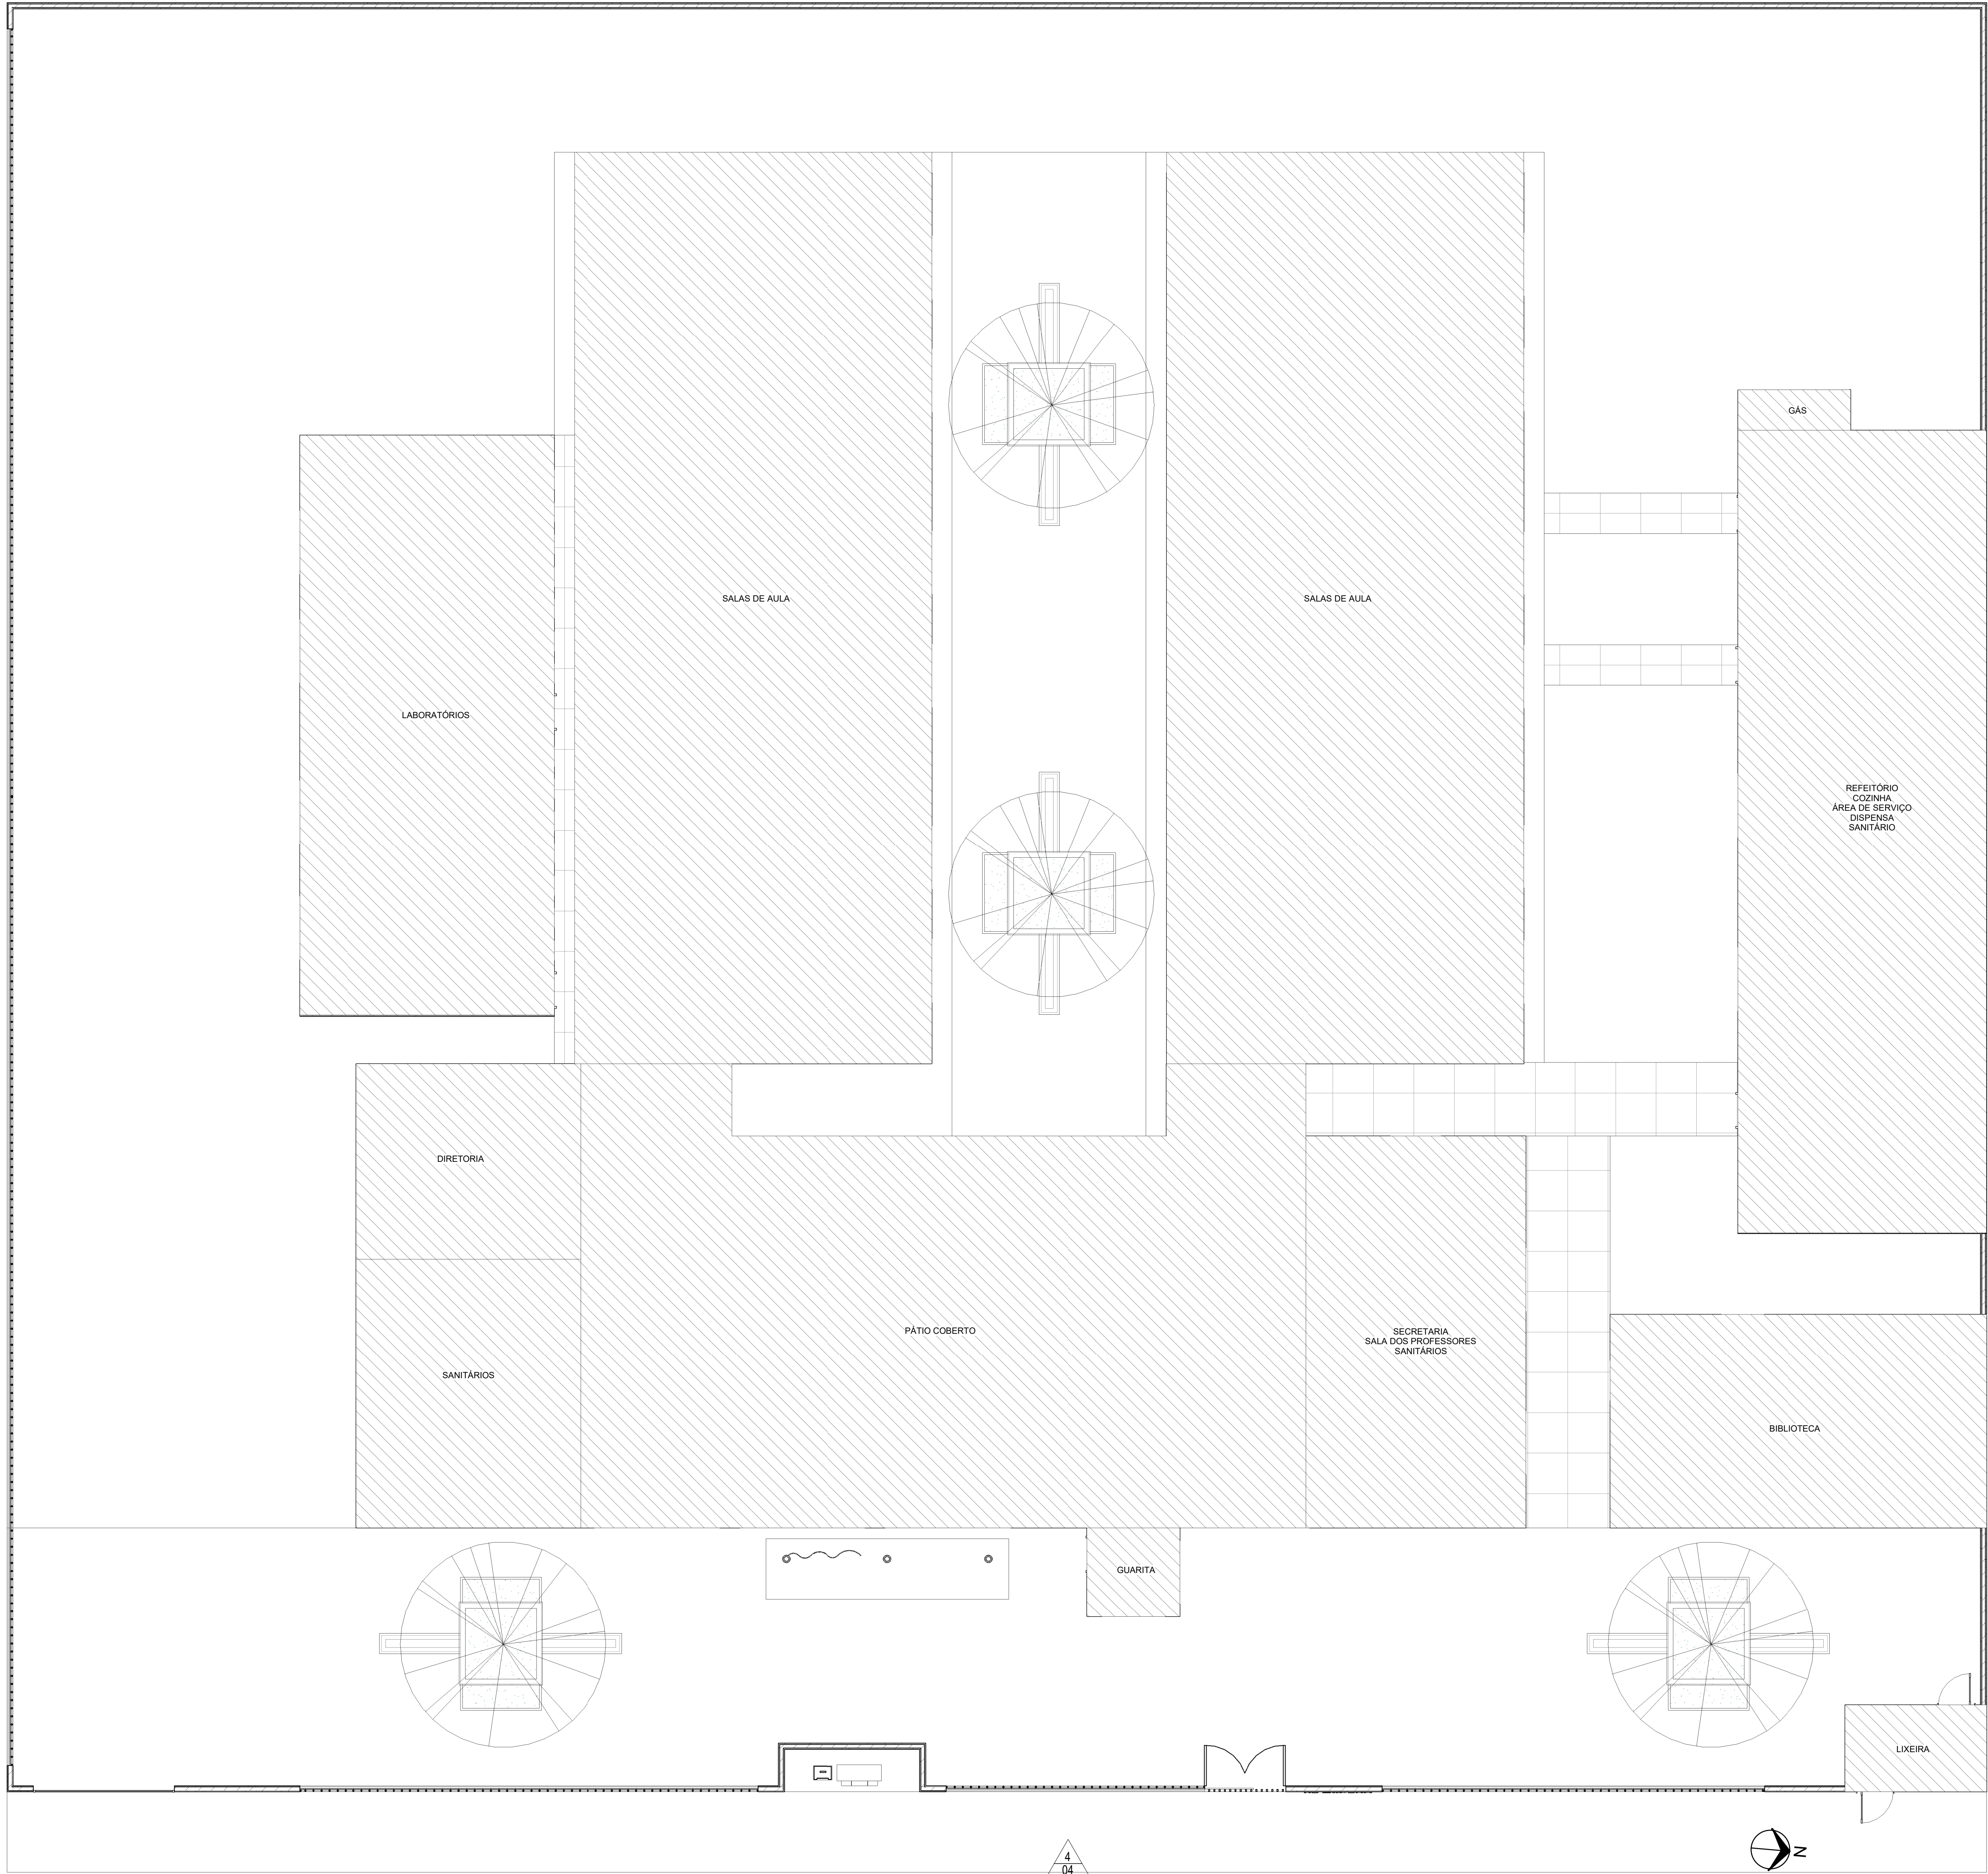 GÁS
SALAS DE AULA
SALAS DE AULA
LABORATÓRIOS
REFEITÓRIO
COZINHA
ÁREA DE SERVIÇO
DISPENSA
SANITÁRIO
DIRETORIA
PÁTIO COBERTO
SECRETARIA
SALA DOS PROFESSORES
SANITÁRIOS
SANITÁRIOS
BIBLIOTECA
GUARITA
LIXEIRA
4
04
N